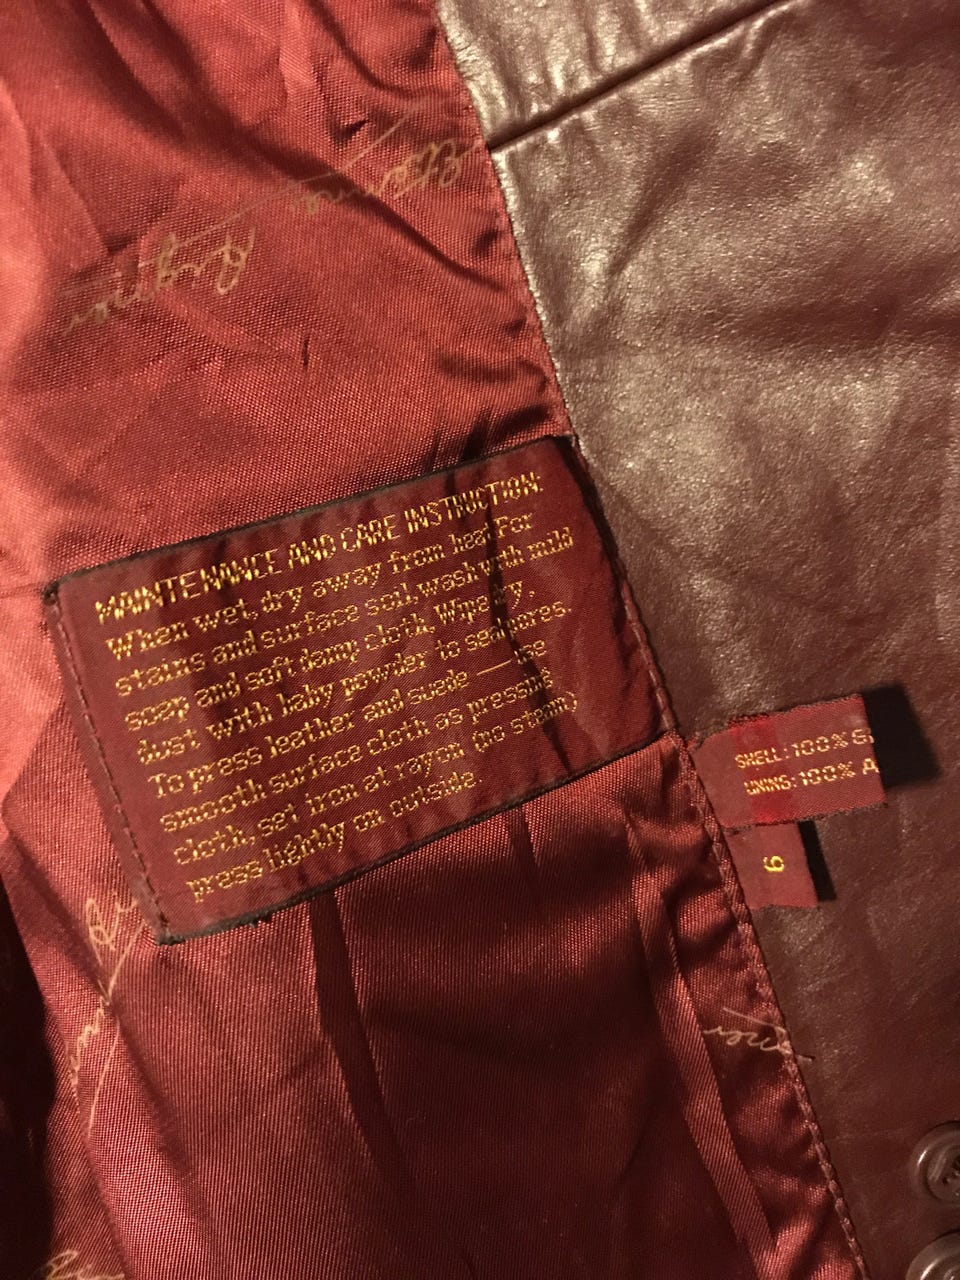 MAINTENANCE AND CARE INSTRUCTION:
When wet, dry away from heat. For
stains and surface soil, wash with mild
soap and soft damp cloth. Wipe dry,
dust with baby powder to
To press leather and suede — use
smooth surface cloth as pressing
cloth, set iron at rayon (no steam)
press lightly on outside.
SHELL: 100%
LINING: 100% A
6